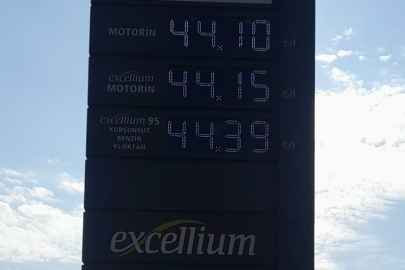 MOTORİN 44.10 ₺/l
excellium
MOTORİN 44.15 ₺/l
excellium 95
KURŞUNSUZ
BENZİN
95 OKTAN
44.39 ₺/l
excellium